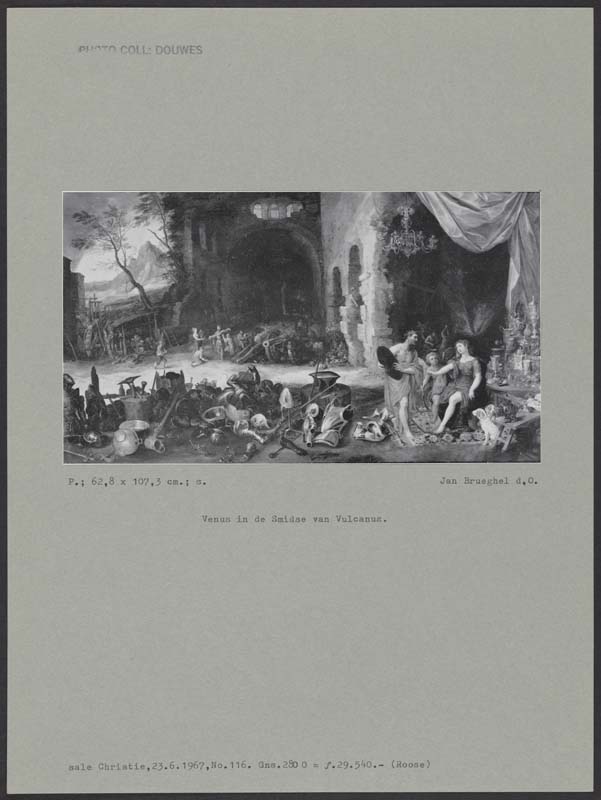 PHOTO COLL: DOUWES
P.; 62,8 x 107,3 cm.; s.
Jan Brueghel d.O.
Venus in de Smidse van Vulcanus.
sale Christie,23.6.1967,No.116. Gns.2800 = ƒ.29.540.- (Roose)